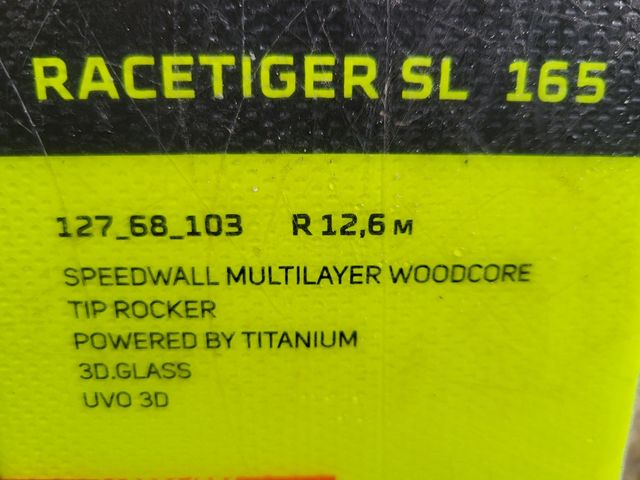 RACETIGER SL 165
127_68_103 R 12,6 M
SPEEDWALL MULTILAYER WOODCORE
TIP ROCKER
POWERED BY TITANIUM
3D.GLASS
UVO 3D